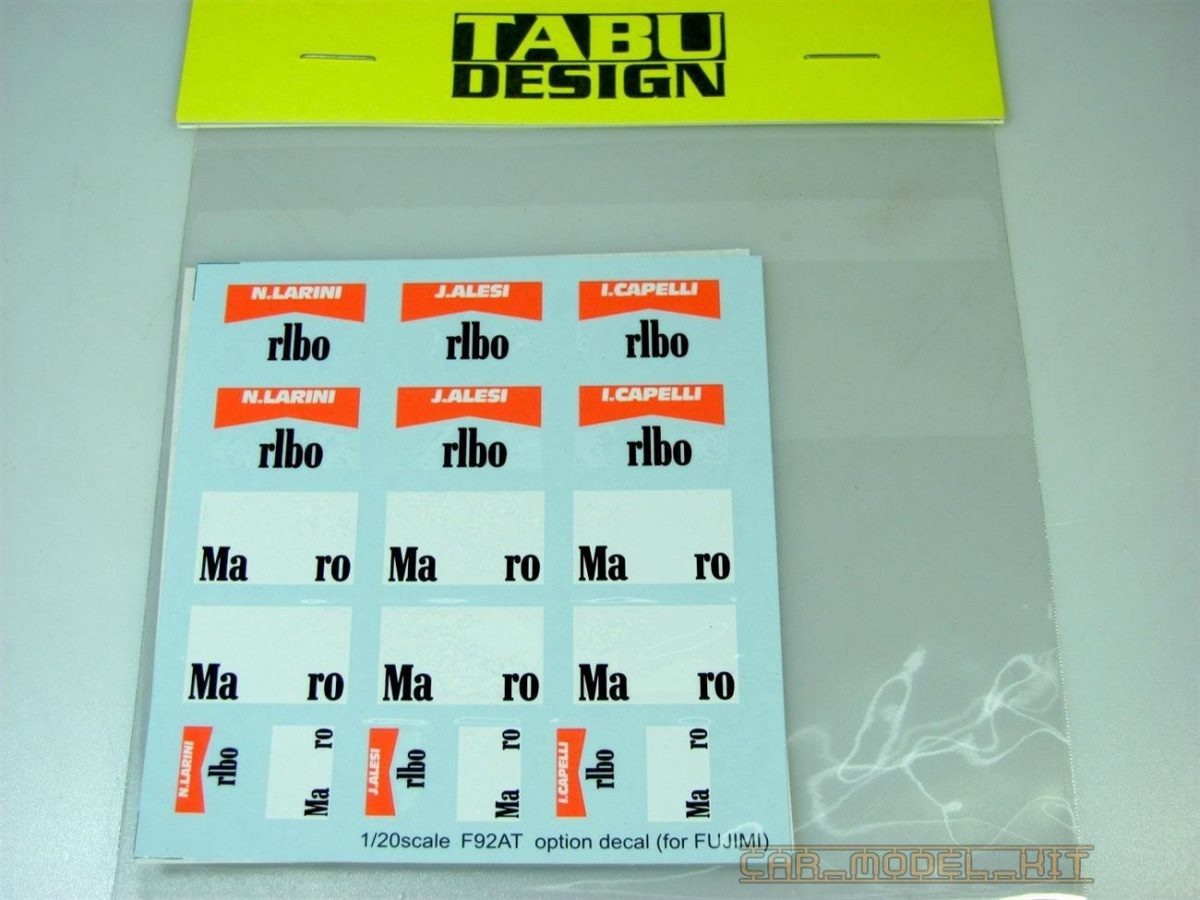 TABU
DESIGN
N.LARINI J.ALESI I.CAPELLI
rlbo rlbo rlbo
N.LARINI J.ALESI I.CAPELLI
rlbo rlbo rlbo
Ma ro Ma ro Ma ro
Ma ro Ma ro Ma ro
N.LARINI rlbo Ma ro J.ALESI rlbo Ma ro I.CAPELLI rlbo Ma ro
1/20scale F92AT option decal (for FUJIMI)
CAR_MODEL_KIT